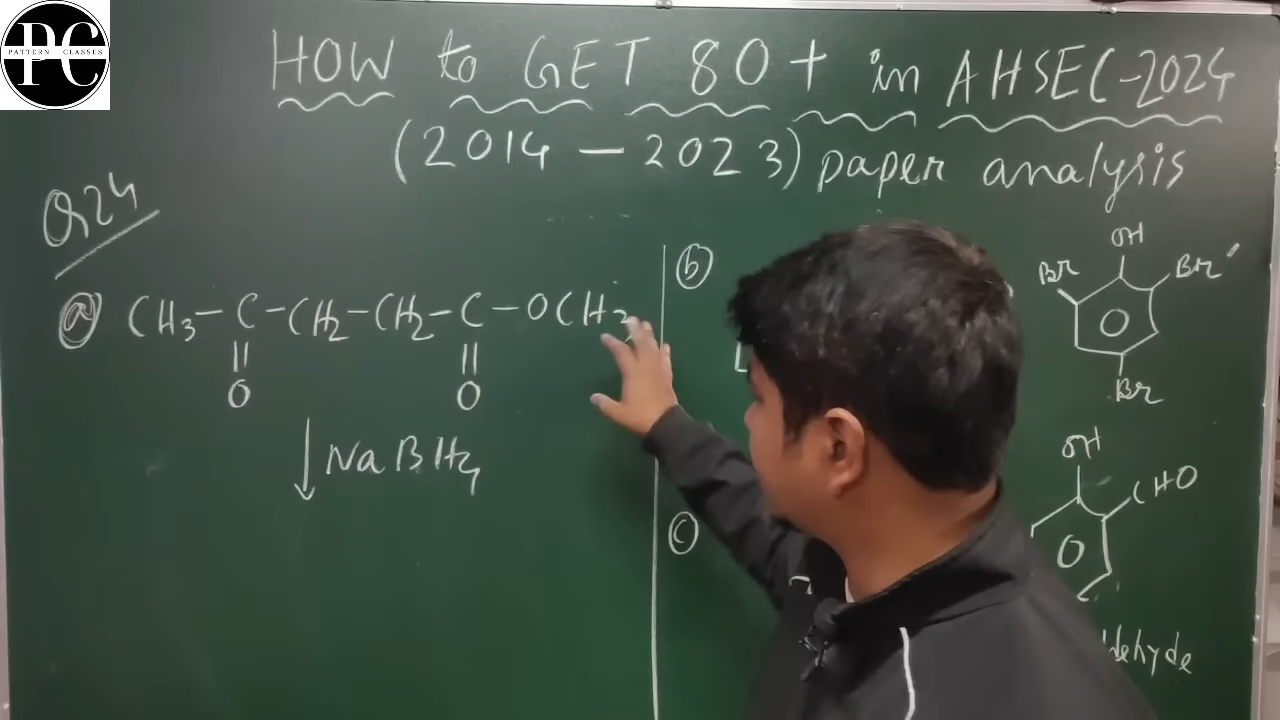 PC
PATTERN CLASSES
HOW to GET 80+ in AHSEC-2024
(2014 — 2023) paper analysis
Q24
(a) CH3-C-CH2-CH2-C-OCH3
|| ||
O O
↓ NaBH4
(b)
OH
Br Br
Br
(c)
OH
CHO
ldehyde